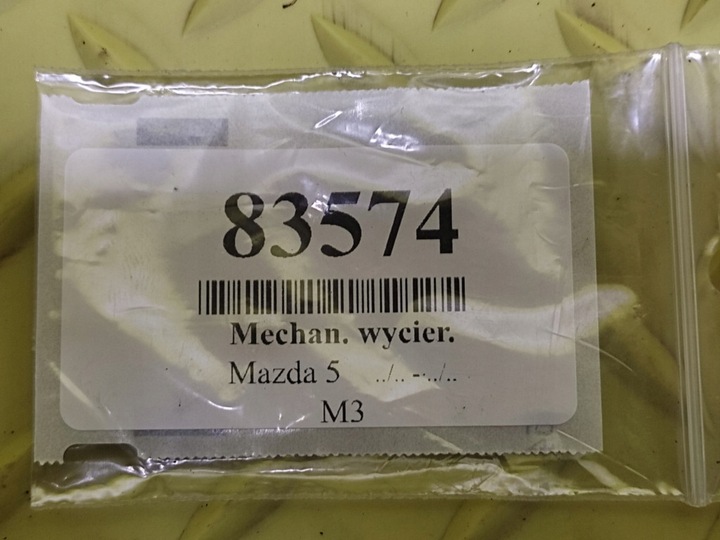 83574
Mechan. wycier.
Mazda 5 ../.. - ../..
M3